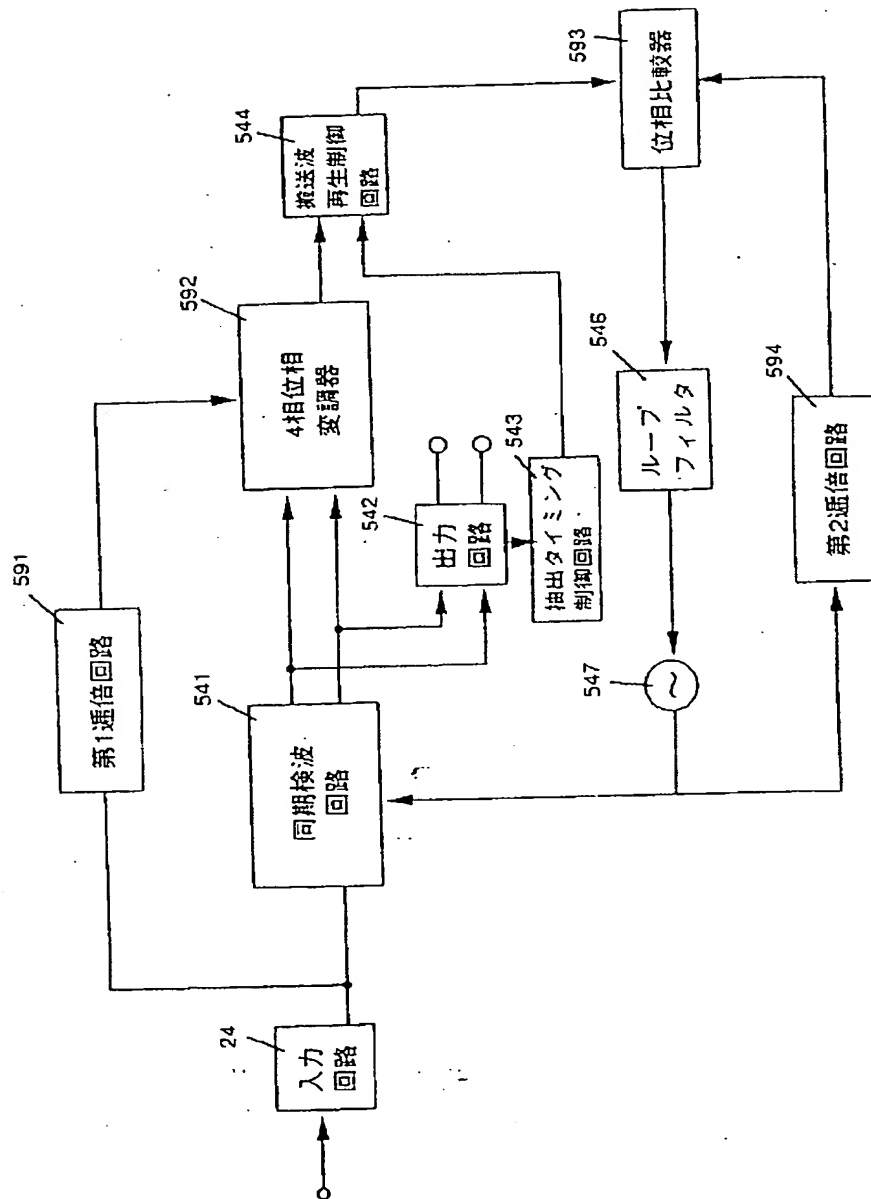 24
入力
回路
591
第1逓倍回路
541
同期検波
回路
592
4相位相
変調器
542
出力
回路
543
抽出タイミング
制御回路
544
搬送波
再生制御
回路
593
位相比較器
546
ループ
フィルタ
547
~
594
第2逓倍回路